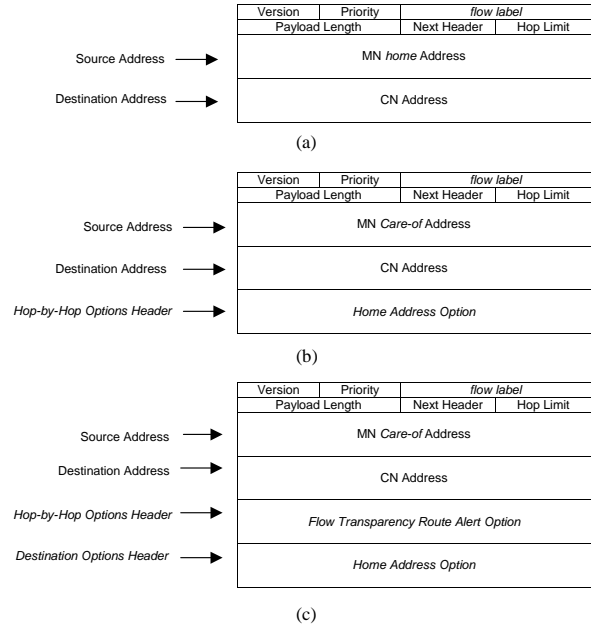 Version Priority flow label
Payload Length Next Header Hop Limit
Source Address MN home Address
Destination Address CN Address
(a)
Version Priority flow label
Payload Length Next Header Hop Limit
Source Address MN Care-of Address
Destination Address CN Address
Hop-by-Hop Options Header Home Address Option
(b)
Version Priority flow label
Payload Length Next Header Hop Limit
Source Address MN Care-of Address
Destination Address CN Address
Hop-by-Hop Options Header Flow Transparency Route Alert Option
Destination Options Header Home Address Option
(c)